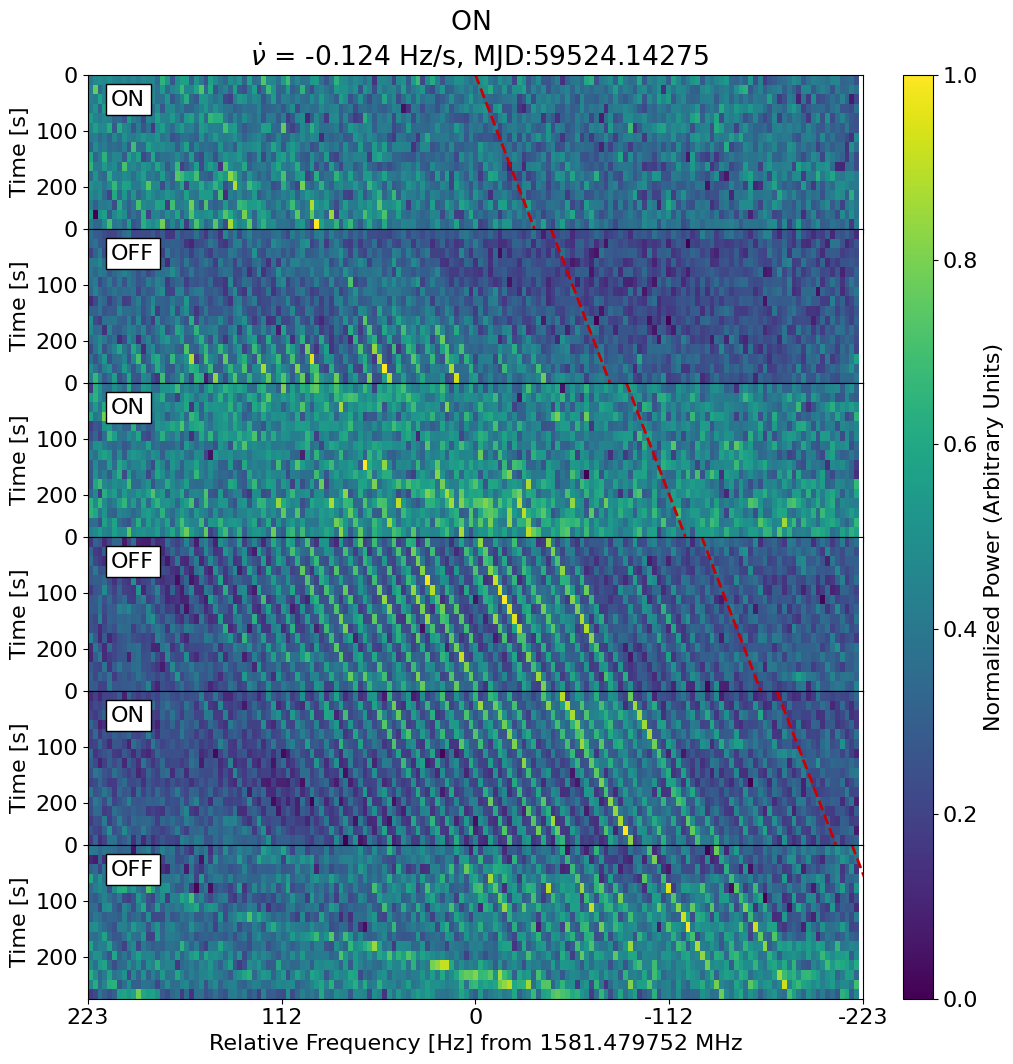 ON
ν̇ = -0.124 Hz/s, MJD:59524.14275
0
ON
100
Time [s]
200
0
OFF
100
Time [s]
200
0
ON
100
Time [s]
200
0
OFF
100
Time [s]
200
0
ON
100
Time [s]
200
0
OFF
100
Time [s]
200
223 112 0 -112 -223
Relative Frequency [Hz] from 1581.479752 MHz
1.0
0.8
0.6
0.4
0.2
0.0
Normalized Power (Arbitrary Units)